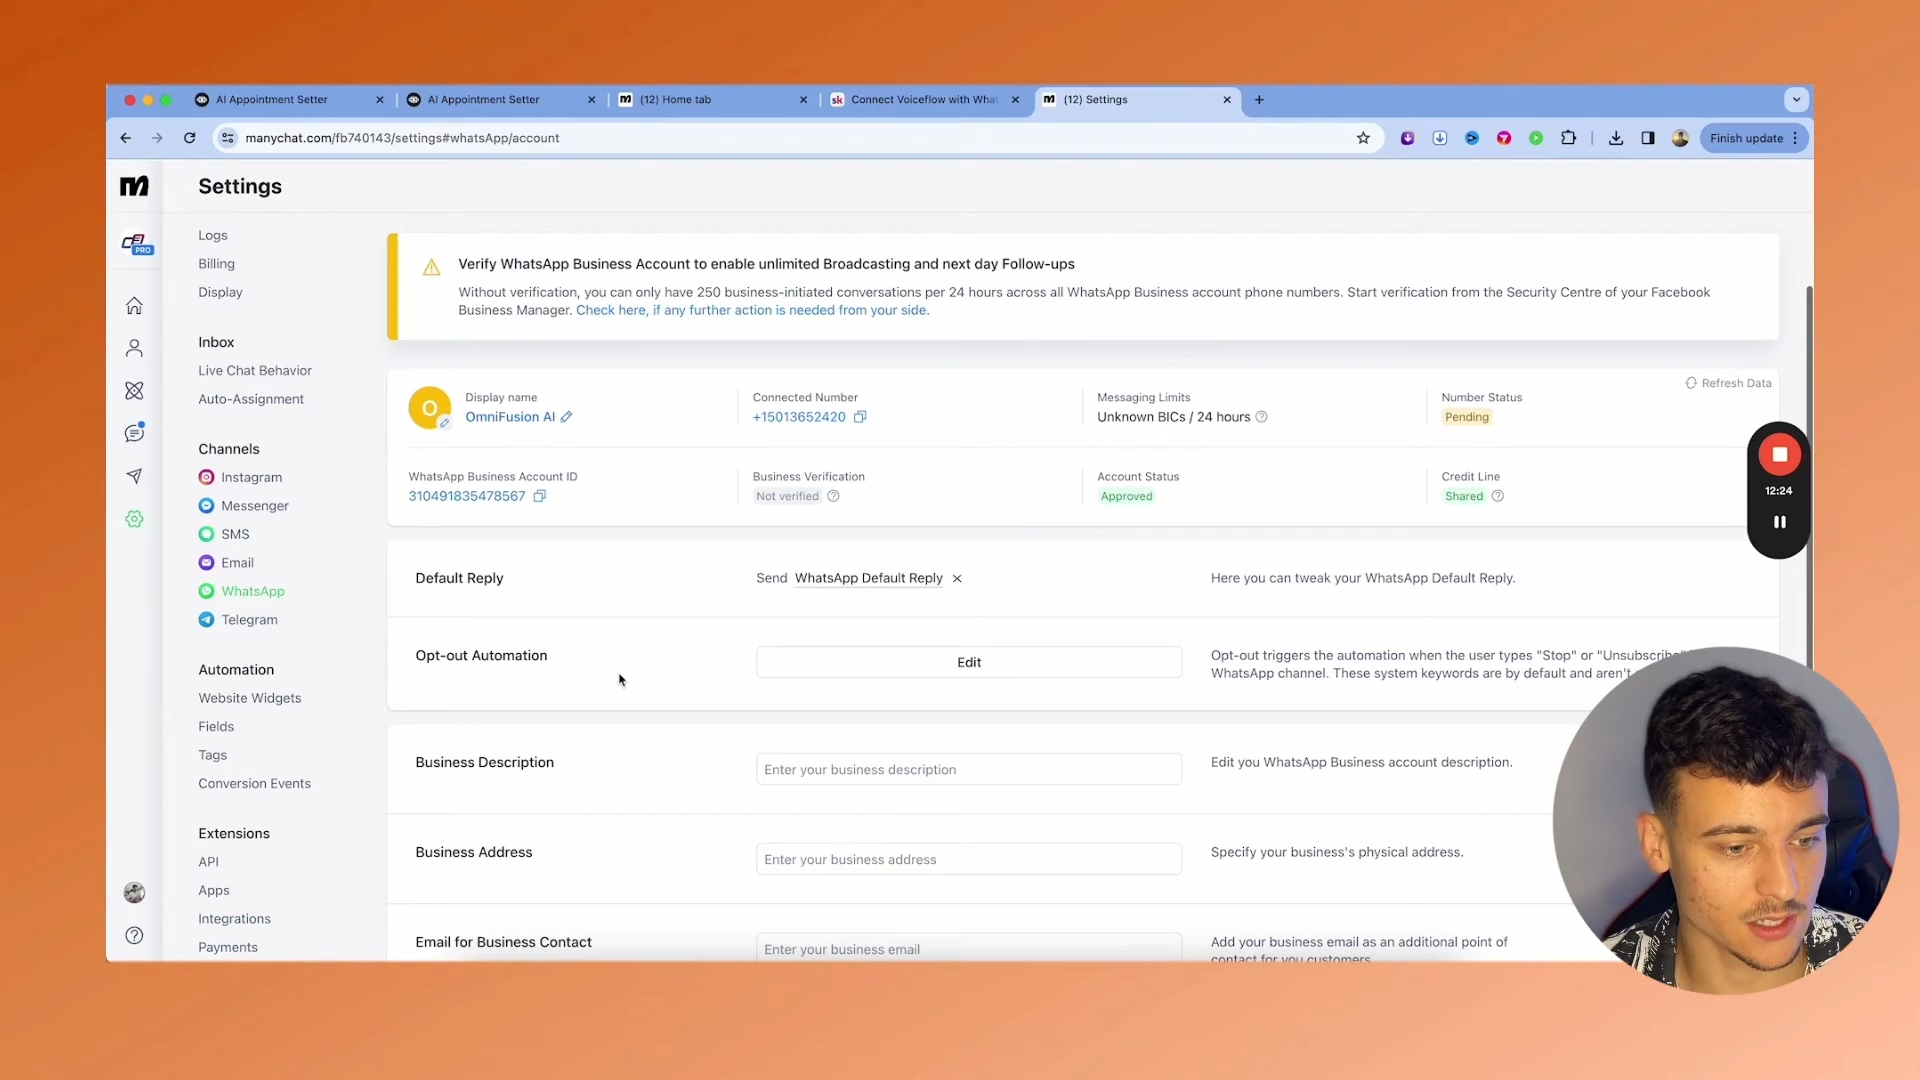 AI Appointment Setter
AI Appointment Setter
(12) Home tab
sk Connect Voiceflow with What
(12) Settings
manychat.com/fb740143/settings#whatsApp/account
Finish update
Settings
PRO
Logs
Billing
Display
Inbox
Live Chat Behavior
Auto-Assignment
Channels
Instagram
Messenger
SMS
Email
WhatsApp
Telegram
Automation
Website Widgets
Fields
Tags
Conversion Events
Extensions
API
Apps
Integrations
Payments
Verify WhatsApp Business Account to enable unlimited Broadcasting and next day Follow-ups
Without verification, you can only have 250 business-initiated conversations per 24 hours across all WhatsApp Business account phone numbers. Start verification from the Security Centre of your Facebook
Business Manager. Check here, if any further action is needed from your side.
Refresh Data
O
Display name
OmniFusion AI
Connected Number
+15013652420
Messaging Limits
Unknown BICs / 24 hours
Number Status
Pending
WhatsApp Business Account ID
310491835478567
Business Verification
Not verified
Account Status
Approved
Credit Line
Shared
12:24
Default Reply
Send WhatsApp Default Reply
Here you can tweak your WhatsApp Default Reply.
Opt-out Automation
Edit
Opt-out triggers the automation when the user types "Stop" or "Unsubscribe
WhatsApp channel. These system keywords are by default and aren't
Business Description
Enter your business description
Edit you WhatsApp Business account description.
Business Address
Enter your business address
Specify your business's physical address.
Email for Business Contact
Enter your business email
Add your business email as an additional point of
contact for you customers